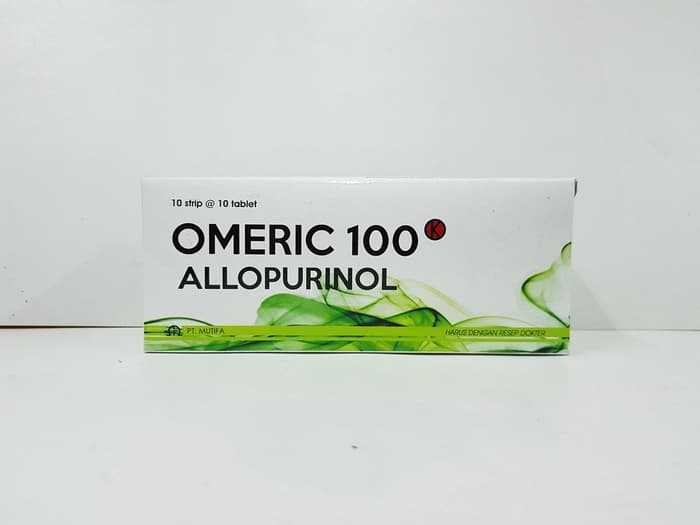 10 strip @ 10 tablet
OMERIC 100 K
ALLOPURINOL
PT. MUTIFA
HARUS DENGAN RESEP DOKTER